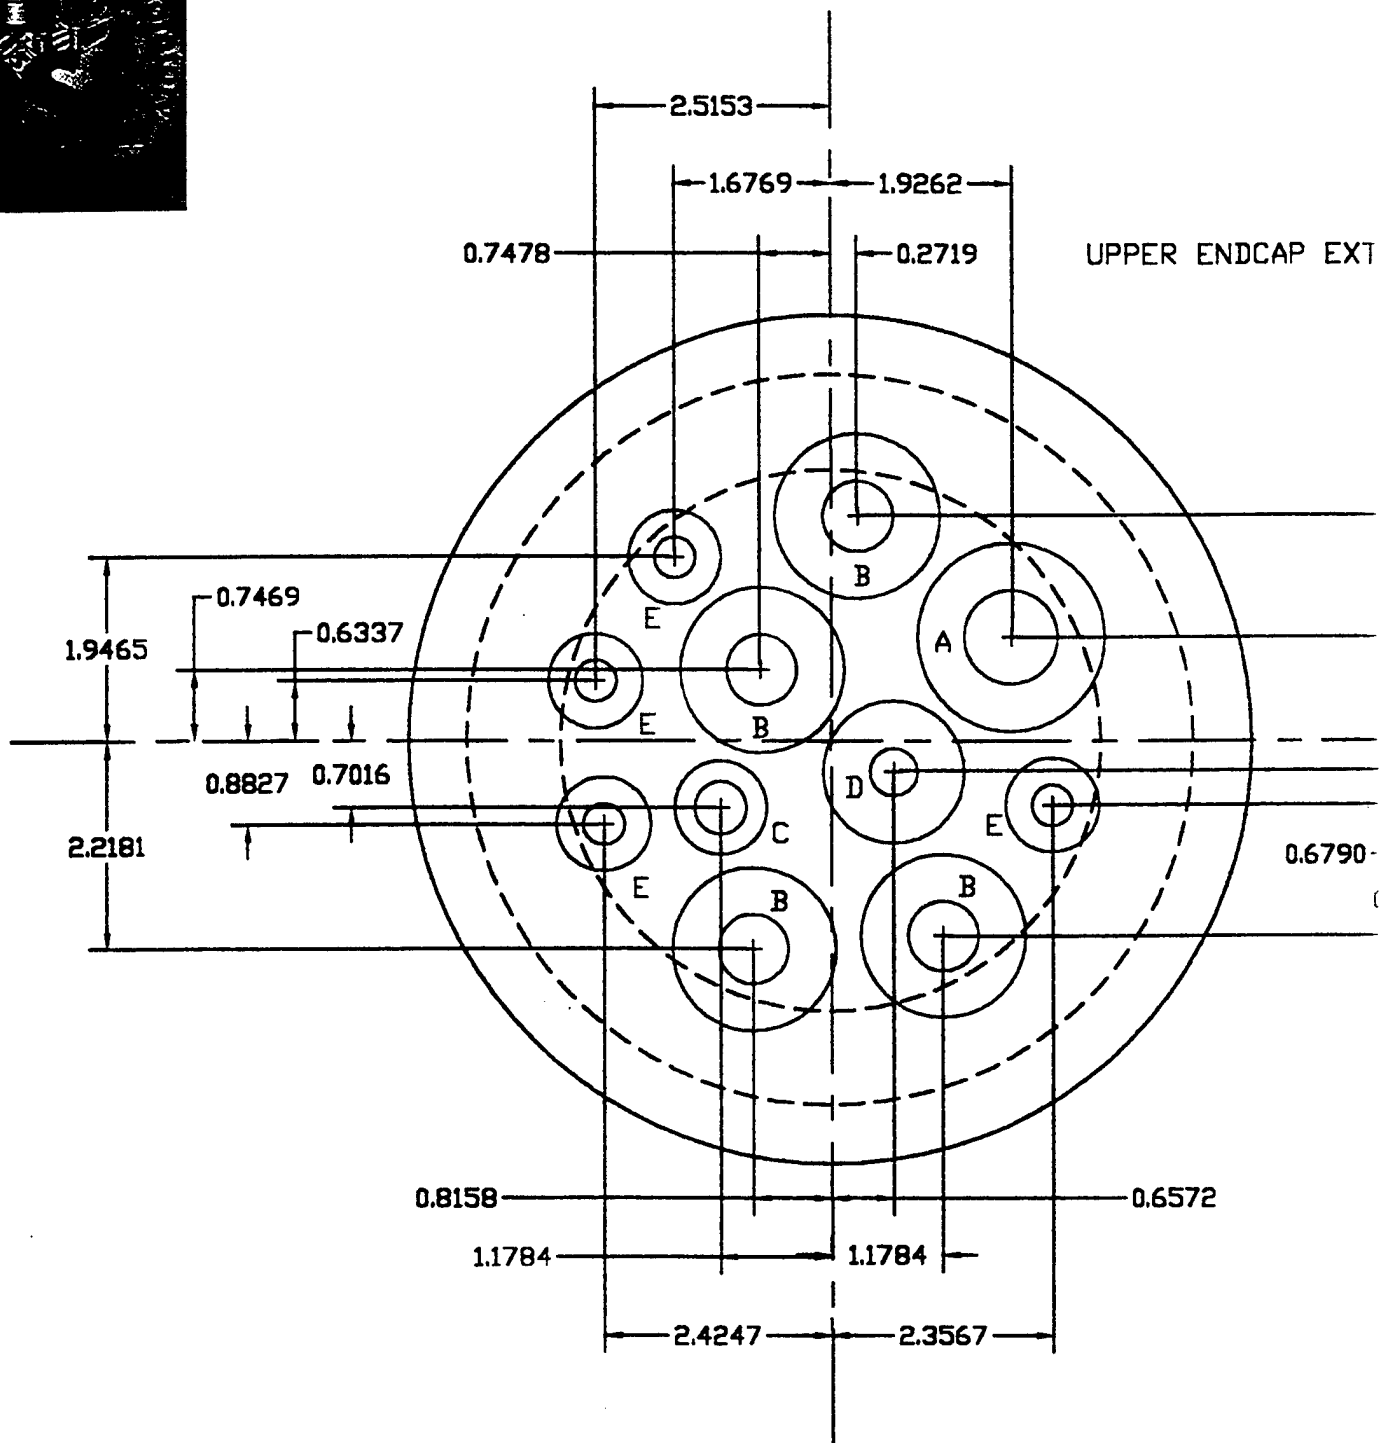 2.5153
1.6769 1.9262
0.7478 0.2719 UPPER ENDCAP EXT
B
E
A
0.7469
0.6337
1.9465
E B
0.8827 0.7016 D
E
C
2.2181 0.6790
E B B
0.8158 0.6572
1.1784 1.1784
2.4247 2.3567